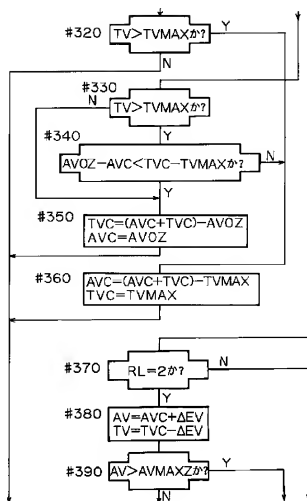 #320
TV>TVMAXか?
Y
N
#330
N
TV>TVMAXか?
Y
#340
AVOZ-AVC<TVC-TVMAXか?
N
Y
#350
TVC=(AVC+TVC)-AVOZ
AVC=AVOZ
#360
AVC=(AVC+TVC)-TVMAX
TVC=TVMAX
#370
RL=2か?
N
Y
#380
AV=AVC+ΔEV
TV=TVC-ΔEV
#390
AV>AVMAXZか?
Y
N